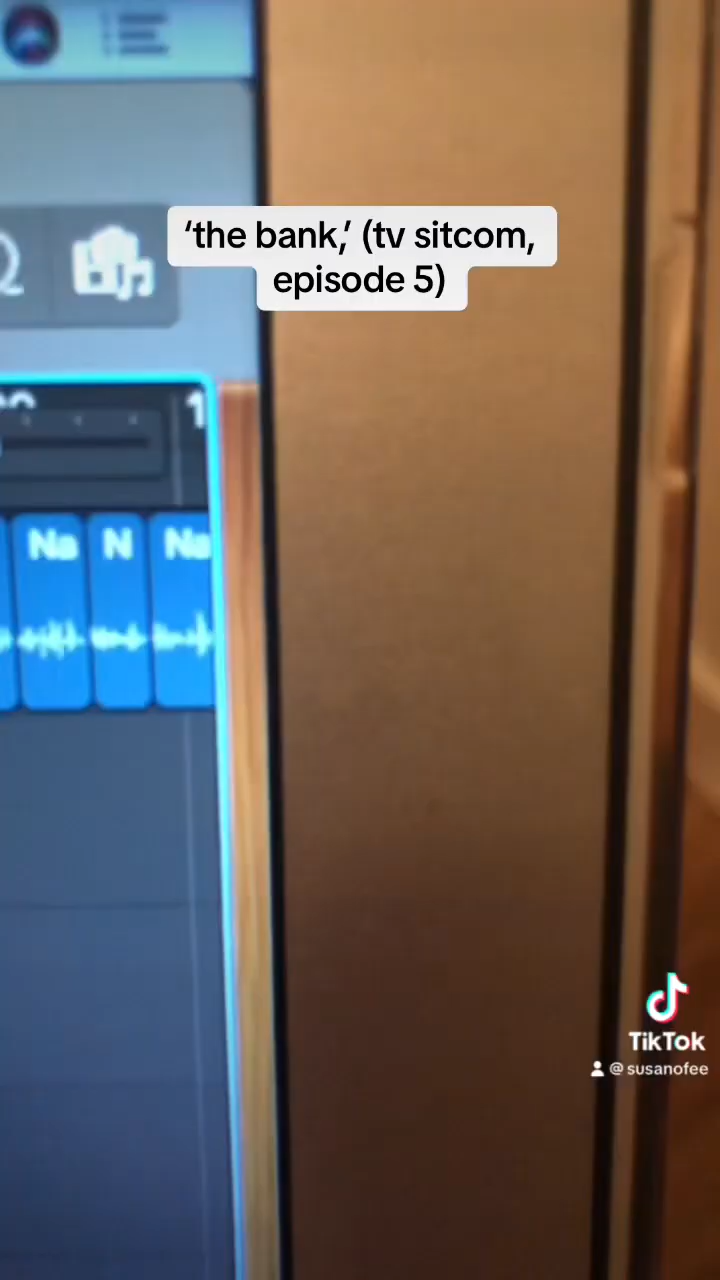 ‘the bank,’ (tv sitcom,
episode 5)
Na
N
Na
TikTok
@susanofee